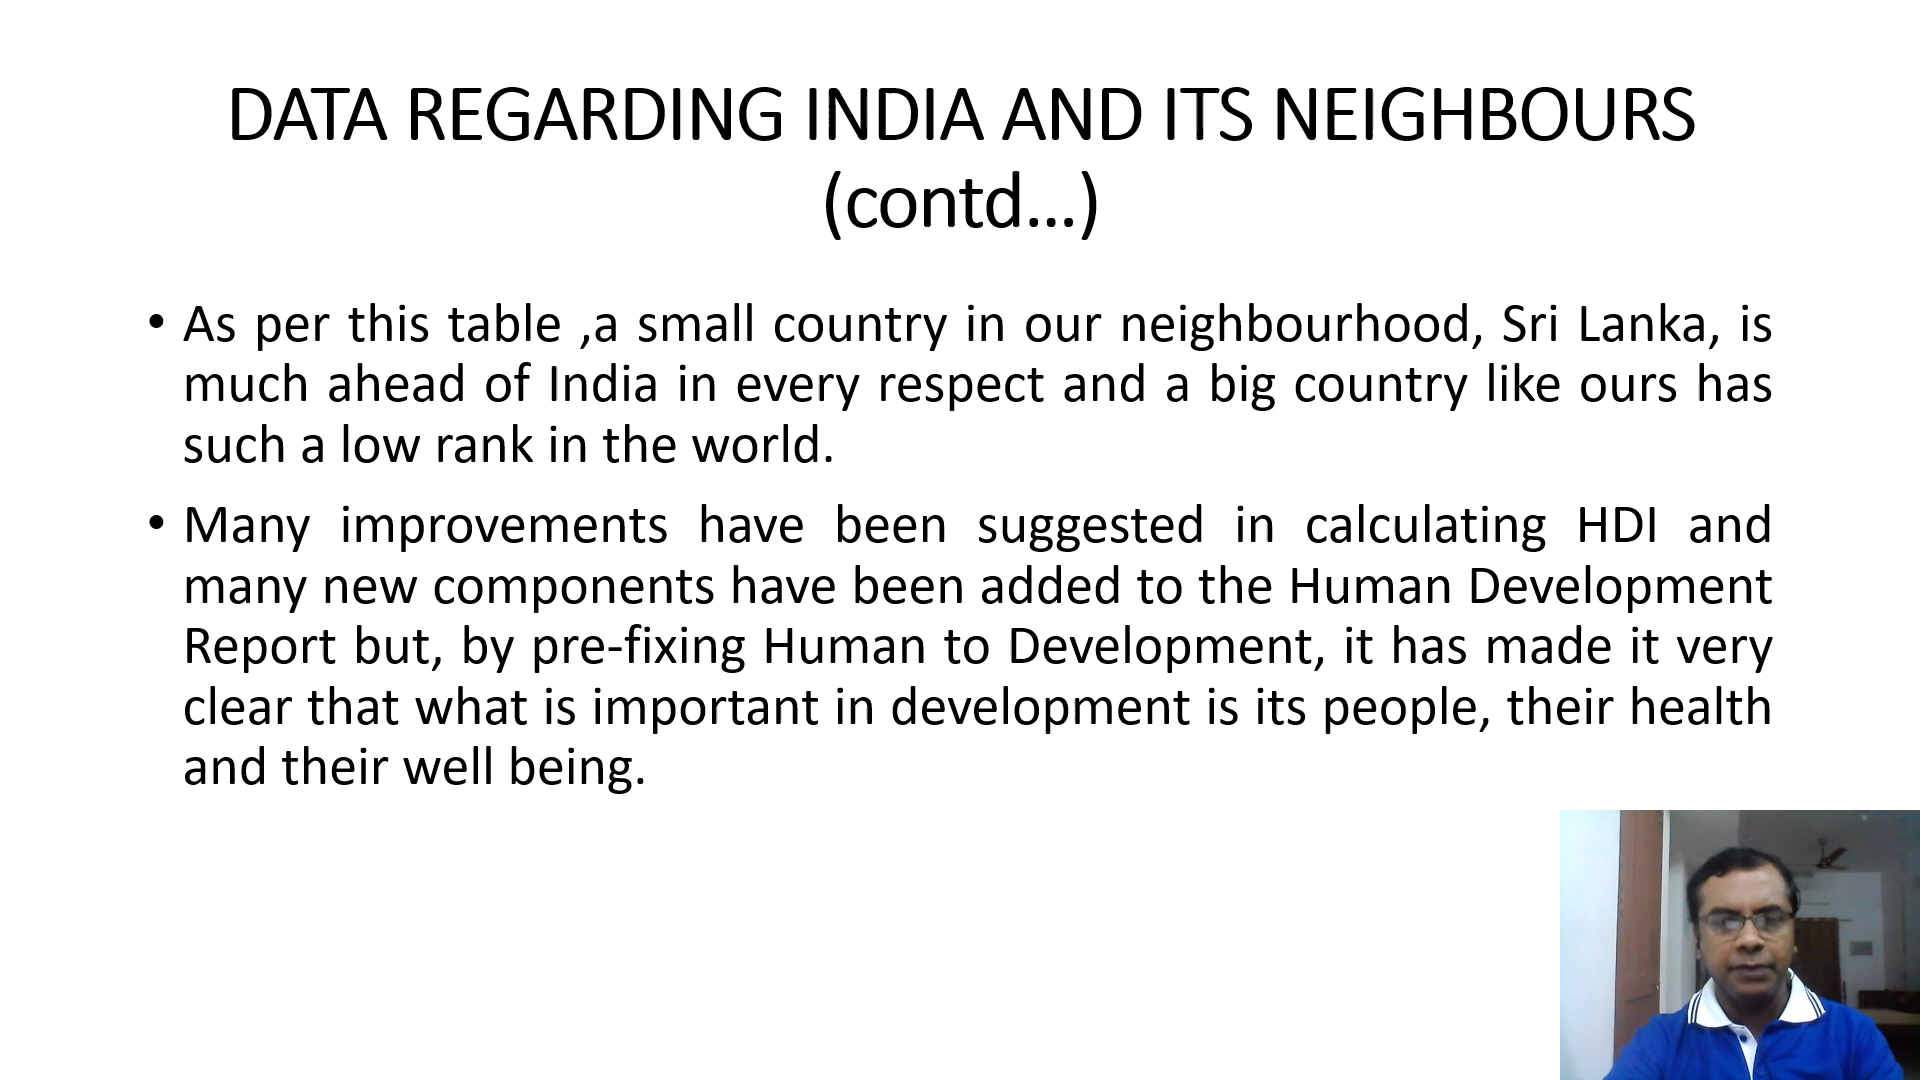 DATA REGARDING INDIA AND ITS NEIGHBOURS
(contd…)
• As per this table ,a small country in our neighbourhood, Sri Lanka, is
much ahead of India in every respect and a big country like ours has
such a low rank in the world.
• Many improvements have been suggested in calculating HDI and
many new components have been added to the Human Development
Report but, by pre-fixing Human to Development, it has made it very
clear that what is important in development is its people, their health
and their well being.